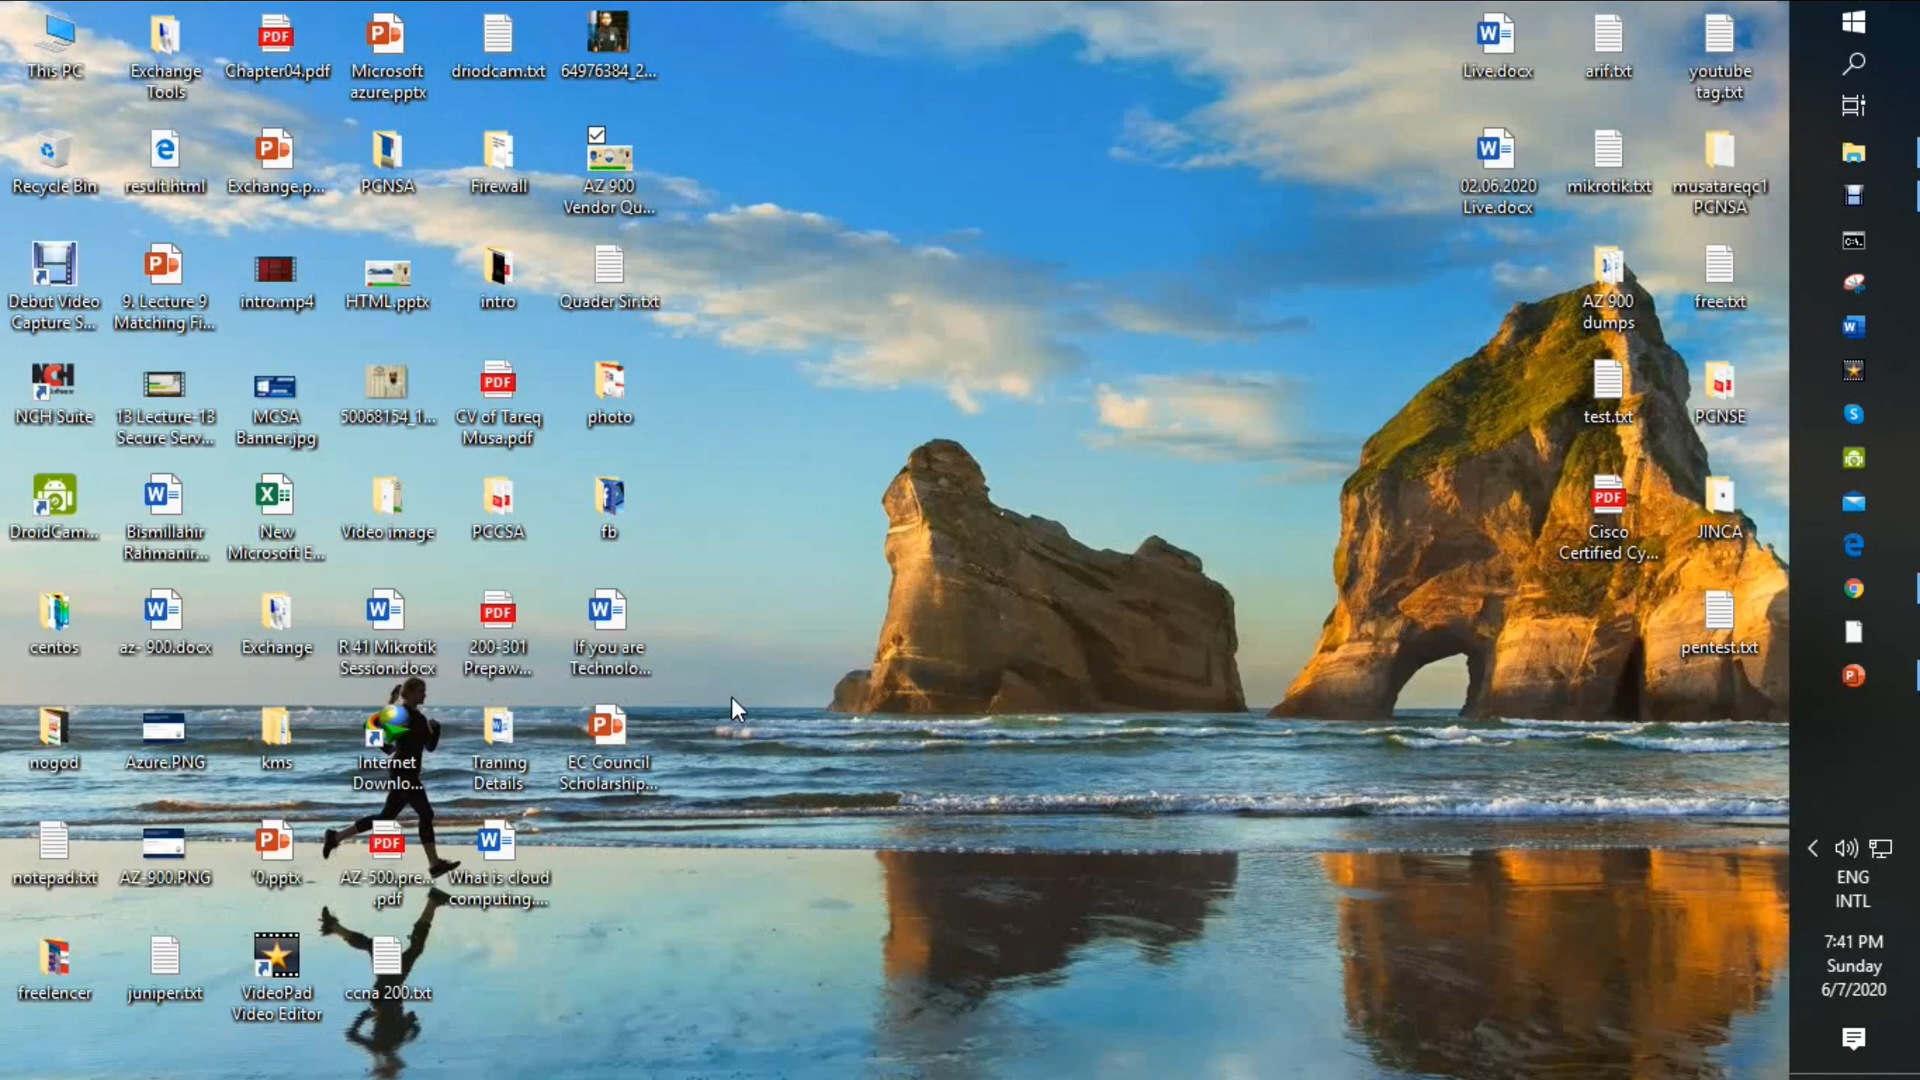 This PC
Exchange
Tools
Chapter04.pdf
Microsoft
azure.pptx
driodcam.txt
64976384_2...
Live.docx
arif.txt
youtube
tag.txt
Recycle Bin
result.html
Exchange.p...
PCNSA
Firewall
AZ 900
Vendor Qu...
02.06.2020
Live.docx
mikrotik.txt
musatareqc1
PCNSA
Debut Video
Capture S...
9. Lecture 9
Matching Fi...
intro.mp4
HTML.pptx
intro
Quader Sir.txt
AZ 900
dumps
free.txt
NCH Suite
13 Lecture-13
Secure Serv...
MCSA
Banner.jpg
50068154_1...
CV of Tareq
Musa.pdf
photo
test.txt
PCNSE
DroidCam...
Bismillahir
Rahmanir...
New
Microsoft E...
Video image
PCCSA
fb
Cisco
Certified Cy...
JINCA
centos
az- 900.docx
Exchange
R 41 Mikrotik
Session.docx
200-301
Prepaw...
If you are
Technolo...
pentest.txt
nogod
Azure.PNG
kms
Internet
Downlo...
Traning
Details
EC Council
Scholarship...
notepad.txt
AZ-900.PNG
'0.pptx
AZ-500.pre...
.pdf
What is cloud
computing....
freelencer
juniper.txt
VideoPad
Video Editor
ccna 200.txt
ENG
INTL
7:41 PM
Sunday
6/7/2020